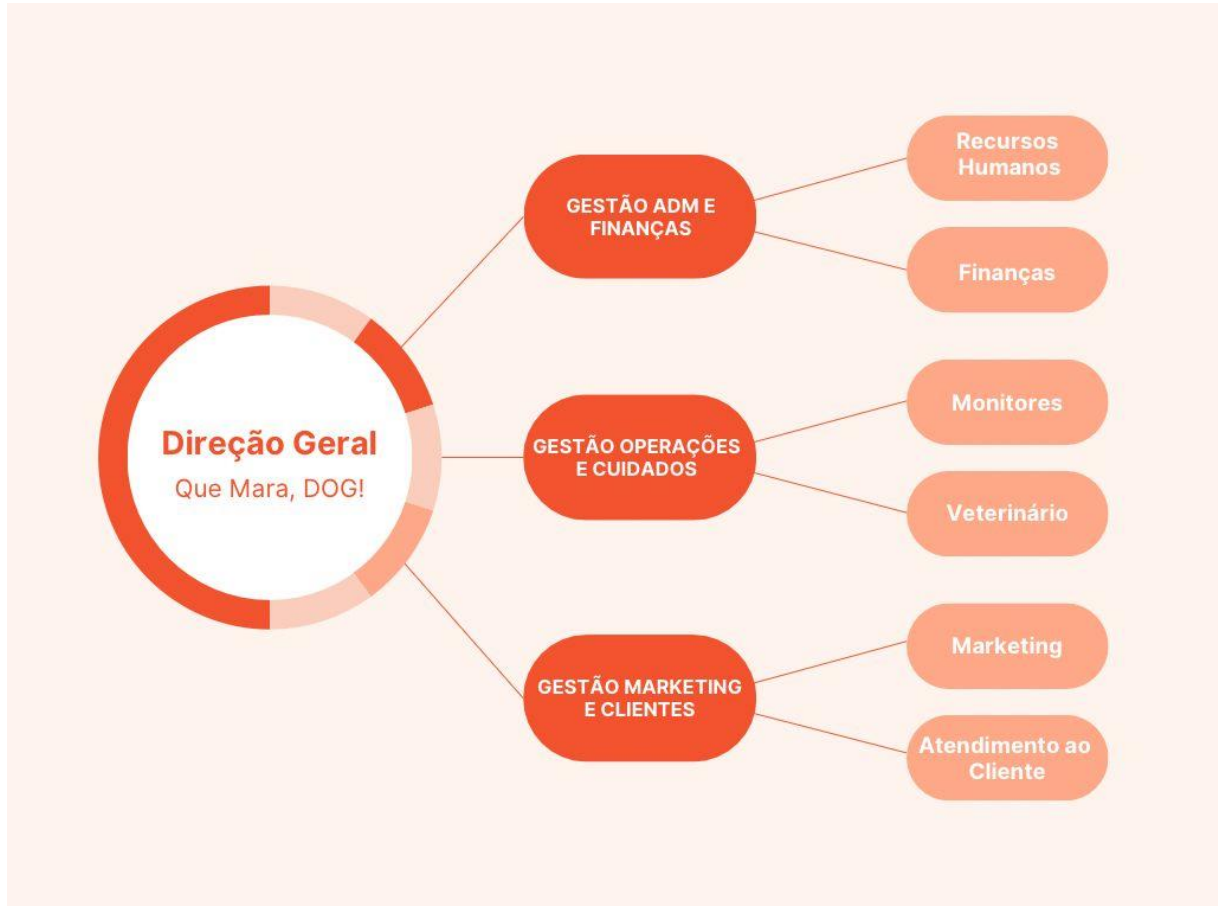 Direção Geral
Que Mara, DOG!
GESTÃO ADM E
FINANÇAS
Recursos
Humanos
Finanças
GESTÃO OPERAÇÕES
E CUIDADOS
Monitores
Veterinário
GESTÃO MARKETING
E CLIENTES
Marketing
Atendimento ao
Cliente